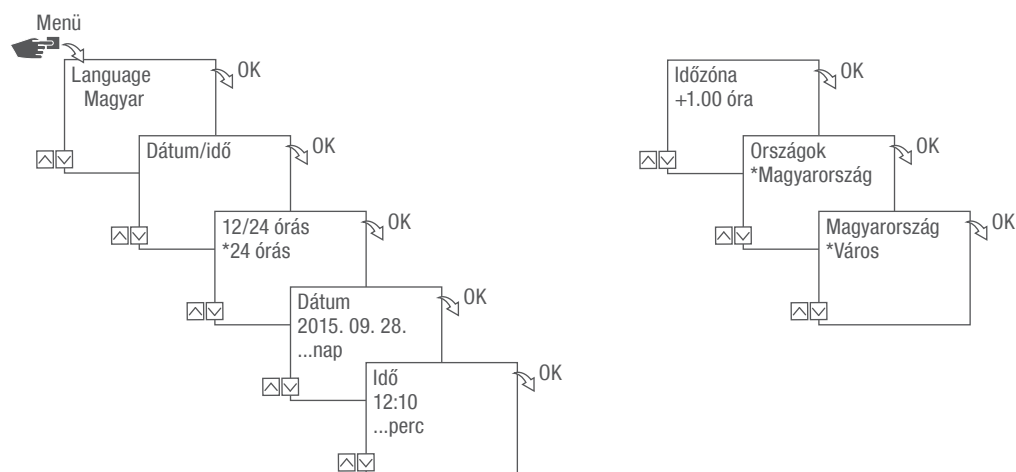 Menü
Language
Magyar
OK
Dátum/idő
OK
12/24 órás
*24 órás
OK
Dátum
2015. 09. 28.
...nap
OK
Idő
12:10
...perc
OK
Időzóna
+1.00 óra
OK
Országok
*Magyarország
OK
Magyarország
*Város
OK